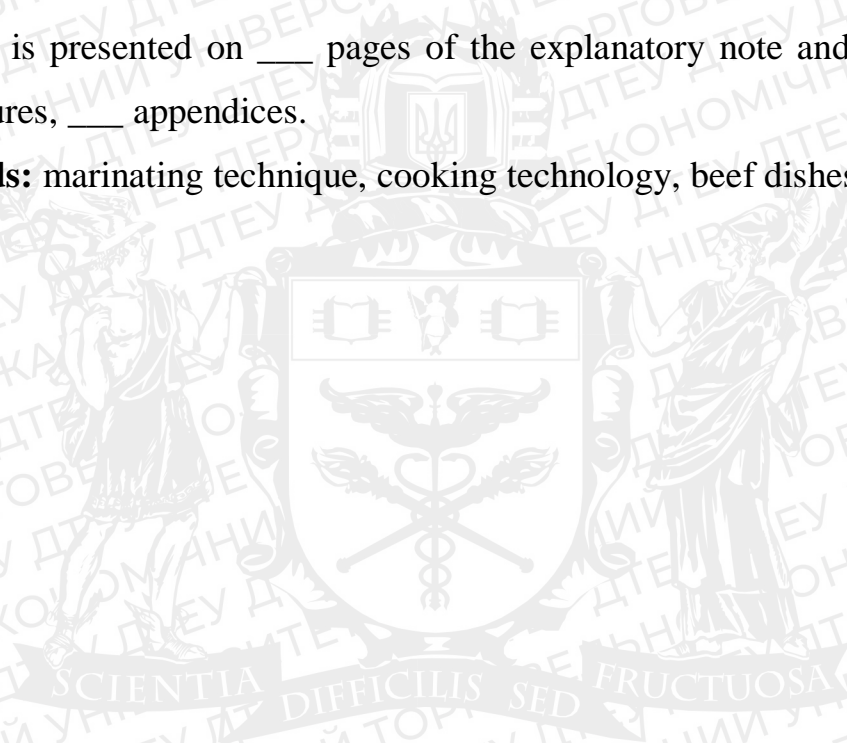 is presented on ___ pages of the explanatory note and
ures, ___ appendices.
ds: marinating technique, cooking technology, beef dishes
SCIENTIA DIFFICILIS SED FRUCTUOSA